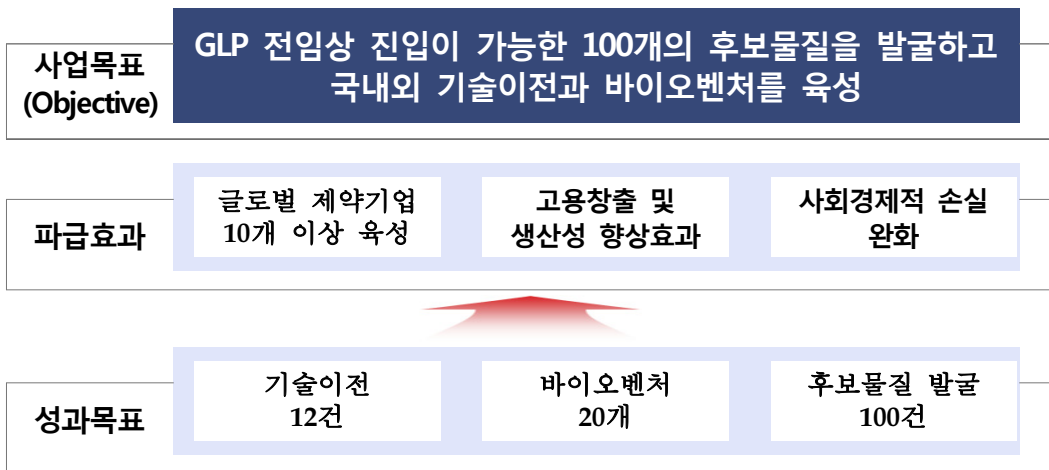 사업목표
(Objective)
GLP 전임상 진입이 가능한 100개의 후보물질을 발굴하고
국내외 기술이전과 바이오벤처를 육성
파급효과
글로벌 제약기업
10개 이상 육성
고용창출 및
생산성 향상효과
사회경제적 손실
완화
성과목표
기술이전
12건
바이오벤처
20개
후보물질 발굴
100건